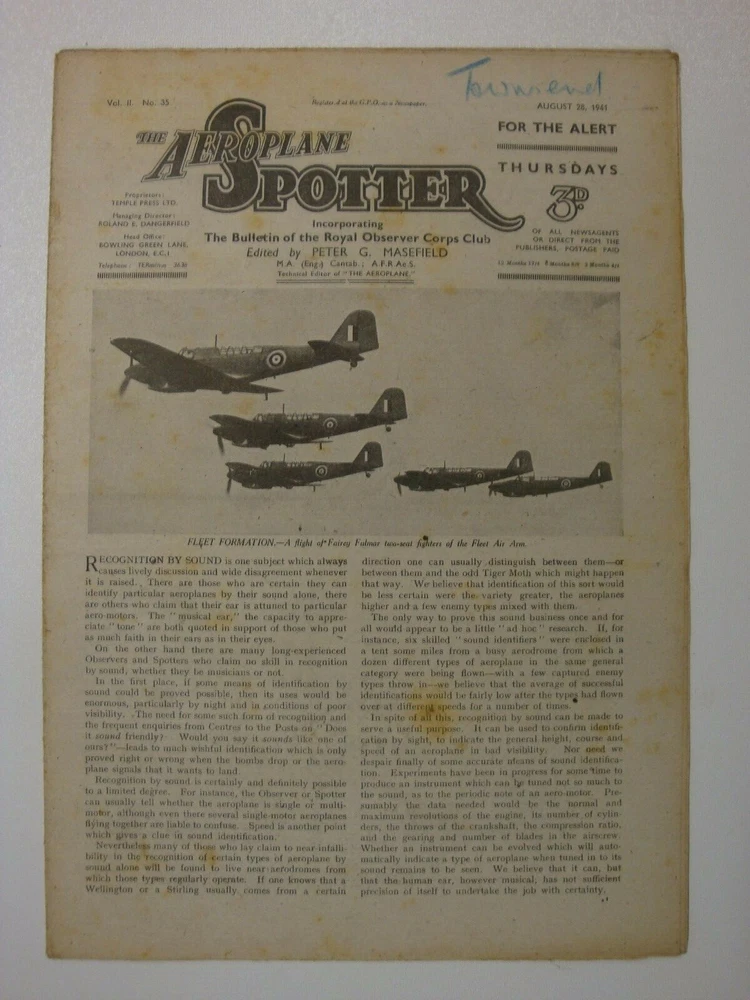 Townsend
Vol. II. No. 35
Registered at the G.P.O. as a Newspaper.
AUGUST 28, 1941
THE AEROPLANE
SPOTTER
FOR THE ALERT
THURSDAYS
3D.
OF ALL NEWSAGENTS
OR DIRECT FROM THE
PUBLISHERS, POSTAGE PAID
Proprietors:
TEMPLE PRESS LTD.
Managing Director:
ROLAND E. DANGERFIELD
Head Office:
BOWLING GREEN LANE,
LONDON, E.C.1
Incorporating
The Bulletin of the Royal Observer Corps Club
Edited by PETER G. MASEFIELD
M.A. (Eng.) Cantab.; A.F.R.Ae.S.
Technical Editor of "THE AEROPLANE,"
FLEET FORMATION.—A flight of Fairey Fulmar two-seat fighters of the Fleet Air Arm.
RECOGNITION BY SOUND is one subject which always
causes lively discussion and wide disagreement whenever
it is raised. There are those who are certain they can
identify particular aeroplanes by their sound alone, there
are others who claim that their ear is attuned to particular
aero-motors. The "musical ear," the capacity to appre-
ciate "tone" are both quoted in support of those who put
as much faith in their ears as in their eyes.
On the other hand there are many long-experienced
Observers and Spotters who claim no skill in recognition
by sound, whether they be musicians or not.
In the first place, if some means of identification by
sound could be proved possible, then its uses would be
enormous, particularly by night and in conditions of poor
visibility. The need for some such form of recognition and
the frequent enquiries from Centres to the Posts on "Does
it sound friendly? Would you say it sounds like one of
ours?"—leads to much wishful identification which is only
proved right or wrong when the bombs drop or the aero-
plane signals that it wants to land.
Recognition by sound is certainly and definitely possible
to a limited degree. For instance, the Observer or Spotter
can usually tell whether the aeroplane is single or multi-
motor, although even there several single-motor aeroplanes
flying together are liable to confuse. Speed is another point
which gives a clue in sound identification.
Nevertheless many of those who lay claim to near-infalli-
bility in the recognition of certain types of aeroplane by
sound alone will be found to live near aerodromes from
which those types regularly operate. If one knows that a
Wellington or a Stirling usually comes from a certain
direction one can usually distinguish between them—or
between them and the odd Tiger Moth which might happen
that way. We believe that identification of this sort would
be less certain were the variety greater, the aeroplanes
higher and a few enemy types mixed with them.
The only way to prove this sound business once and for
all would appear to be a little "ad hoc" research. If, for
instance, six skilled "sound identifiers" were enclosed in
a tent some miles from a busy aerodrome from which a
dozen different types of aeroplane in the same general
category were being flown—with a few captured enemy
types thrown in—we believe that the average of successful
identifications would be fairly low after the types had flown
over at different speeds for a number of times.
In spite of all this, recognition by sound can be made to
serve a useful purpose. It can be used to confirm identifi-
cation by sight, to indicate the general height, course and
speed of an aeroplane in bad visibility. Nor need we
despair finally of some accurate means of sound identifica-
tion. Experiments have been in progress for some time to
produce an instrument which can be tuned not so much to
the sound, as to the periodic note of an aero-motor. Pre-
sumably the data needed would be the normal and
maximum revolutions of the engine, its number of cylin-
ders, the throws of the crankshaft, the compression ratio,
and the gearing and number of blades in the airscrew.
Whether an instrument can be evolved which will auto-
matically indicate a type of aeroplane when tuned in to its
sound remains to be seen. We believe that it can, but
that the human ear, however musical, has not sufficient
precision of itself to undertake the job with certainty.